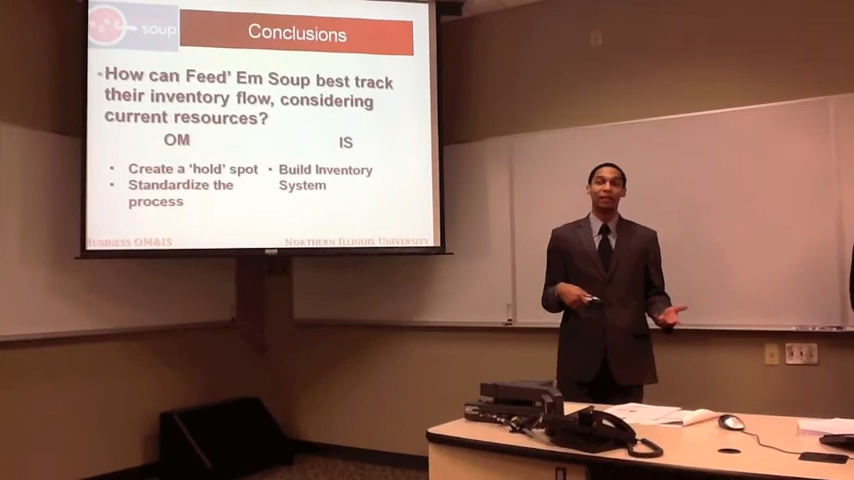 soup
Conclusions
•How can Feed' Em Soup best track
their inventory flow, considering
current resources?
OM
IS
• Create a 'hold' spot
• Standardize the
process
• Build Inventory
System
BUSINESS OM&IS
NORTHERN ILLINOIS UNIVERSITY